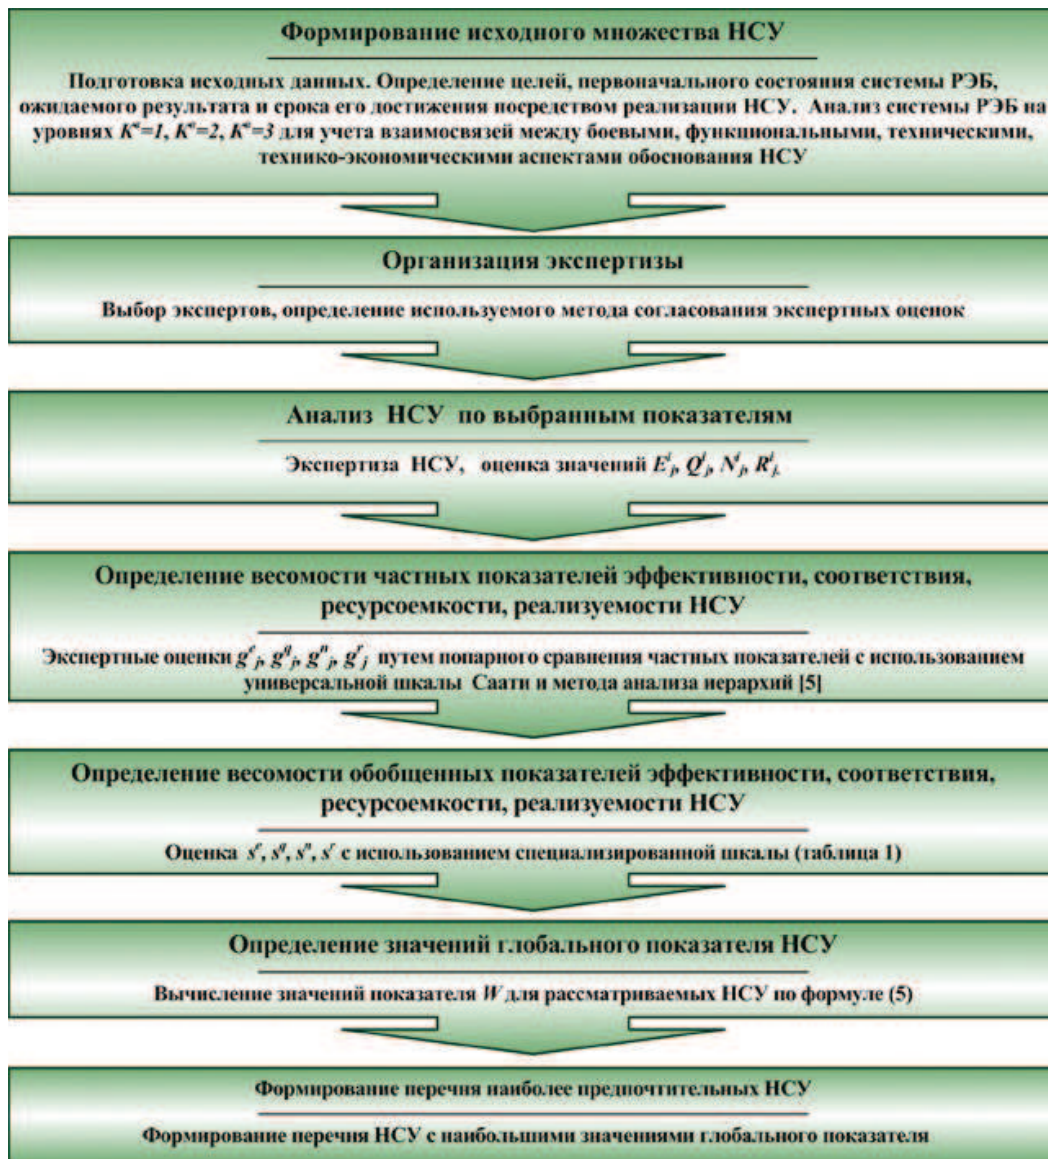 Формирование исходного множества НСУ
Подготовка исходных данных. Определение целей, первоначального состояния системы РЭБ,
ожидаемого результата и срока его достижения посредством реализации НСУ. Анализ системы РЭБ на
уровнях Kᵉ=1, Kᵉ=2, Kᵉ=3 для учета взаимосвязей между боевыми, функциональными, техническими,
технико-экономическими аспектами обоснования НСУ
Организация экспертизы
Выбор экспертов, определение используемого метода согласования экспертных оценок
Анализ НСУ по выбранным показателям
Экспертиза НСУ, оценка значений Eⁱⱼ, Qⁱⱼ, Nⁱⱼ, Rⁱⱼ.
Определение весомости частных показателей эффективности, соответствия,
ресурсоемкости, реализуемости НСУ
Экспертные оценки gᵉⱼ, g^qⱼ, gⁿⱼ, gʳⱼ путем попарного сравнения частных показателей с использованием
универсальной шкалы Саати и метода анализа иерархий [5]
Определение весомости обобщенных показателей эффективности, соответствия,
ресурсоемкости, реализуемости НСУ
Оценка sᵉ, s^q, sⁿ, sʳ с использованием специализированной шкалы (таблица 1)
Определение значений глобального показателя НСУ
Вычисление значений показателя W для рассматриваемых НСУ по формуле (5)
Формирование перечня наиболее предпочтительных НСУ
Формирование перечня НСУ с наибольшими значениями глобального показателя